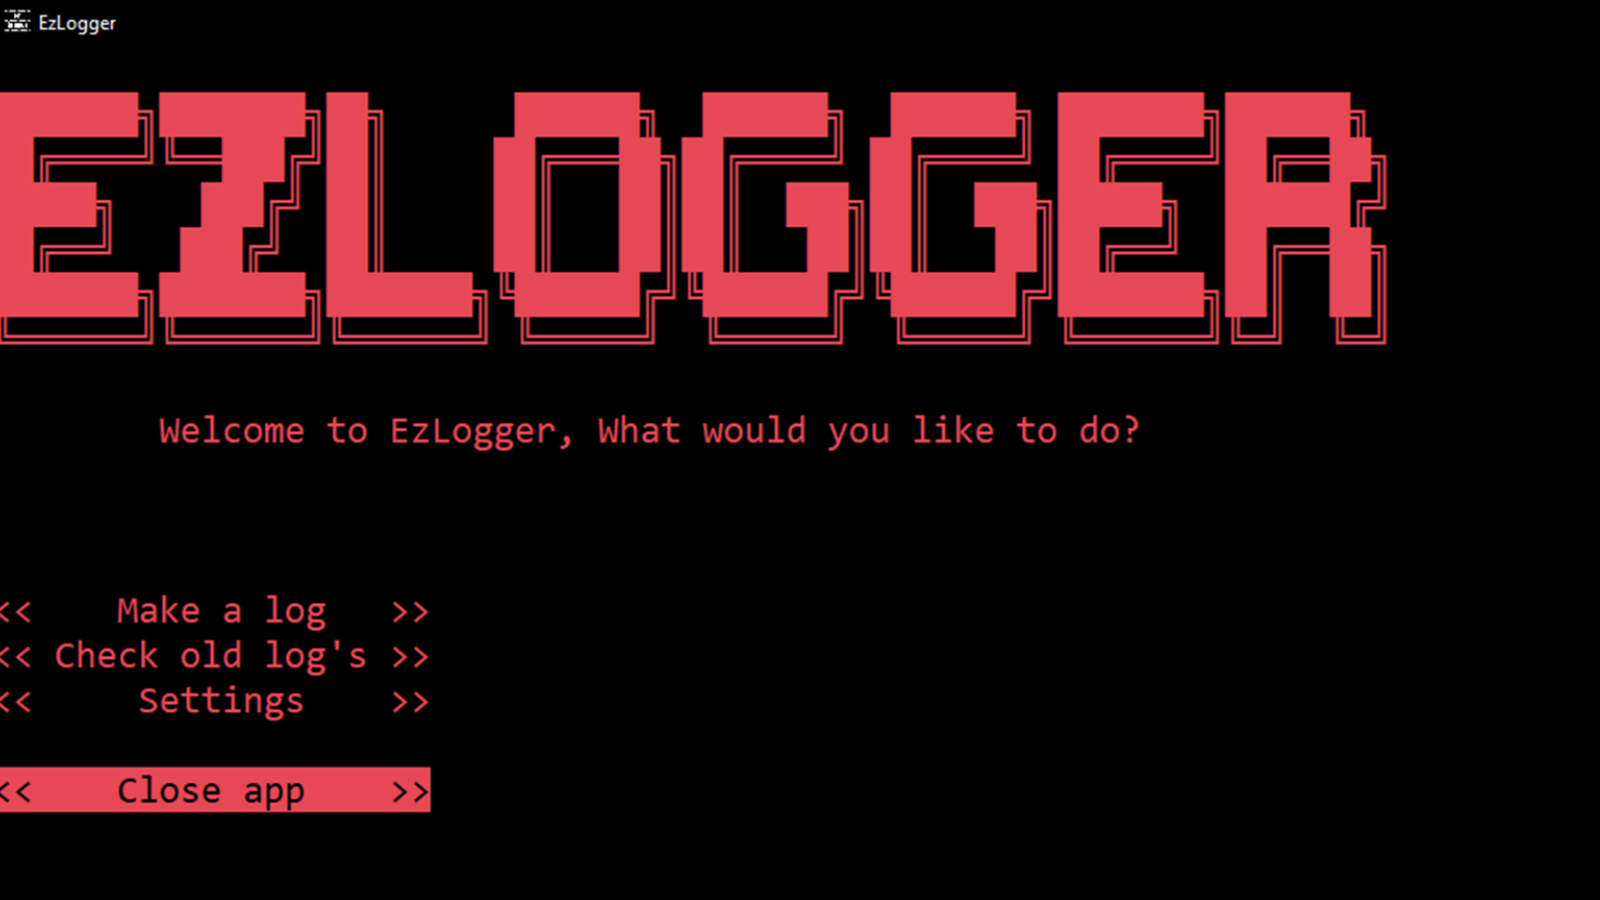 EzLogger
EZLOGGER
Welcome to EzLogger, What would you like to do?
<< Make a log >>
<< Check old log's >>
<< Settings >>
<< Close app >>